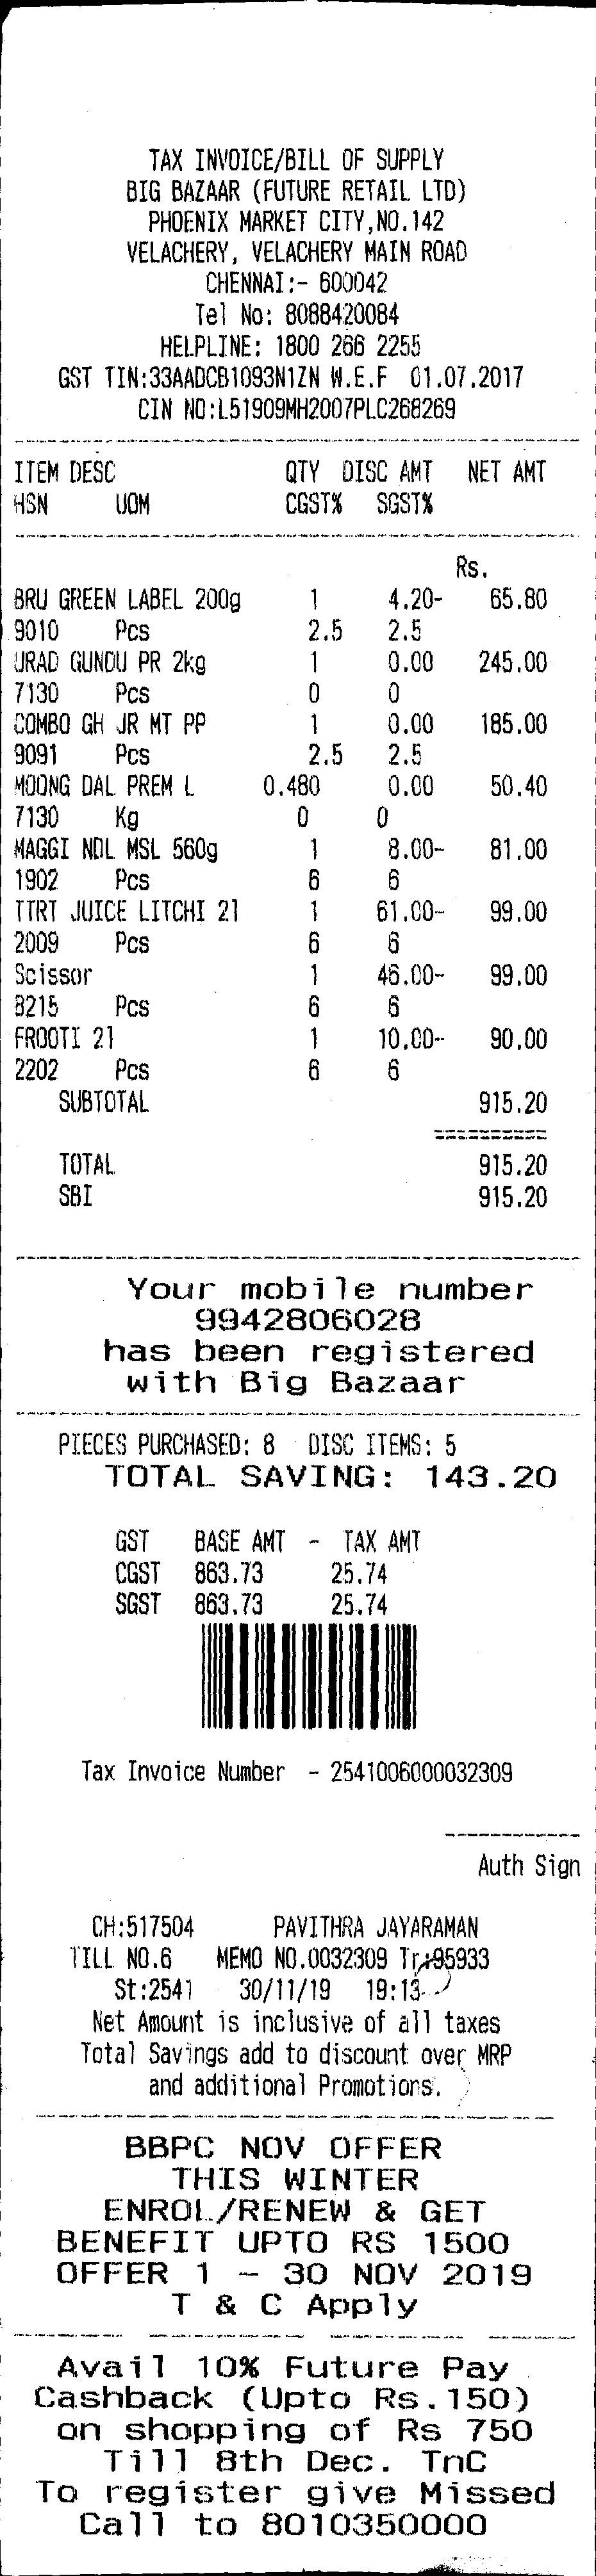 TAX INVOICE/BILL OF SUPPLY
BIG BAZAAR (FUTURE RETAIL LTD)
PHOENIX MARKET CITY,NO.142
VELACHERY, VELACHERY MAIN ROAD
CHENNAI:- 600042
Tel No: 8088420084
HELPLINE: 1800 266 2255
GST TIN:33AADCB1093N1ZN W.E.F 01.07.2017
CIN NO:L51909MH2007PLC268269
ITEM DESC QTY DISC AMT NET AMT
HSN UOM CGST% SGST%
Rs.
BRU GREEN LABEL 200g 1 4.20- 65.80
9010 Pcs 2.5 2.5
URAD GUNDU PR 2kg 1 0.00 245.00
7130 Pcs 0 0
COMBO GH JR MT PP 1 0.00 185.00
9091 Pcs 2.5 2.5
MOONG DAL PREM L 0.480 0.00 50.40
7130 Kg 0 0
MAGGI NDL MSL 560g 1 8.00- 81.00
1902 Pcs 6 6
TTRT JUICE LITCHI 2l 1 61.00- 99.00
2009 Pcs 6 6
Scissor 1 46.00- 99.00
8215 Pcs 6 6
FROOTI 2l 1 10.00- 90.00
2202 Pcs 6 6
SUBTOTAL 915.20
==========
TOTAL 915.20
SBI 915.20
Your mobile number
9942806028
has been registered
with Big Bazaar
PIECES PURCHASED: 8 DISC ITEMS: 5
TOTAL SAVING: 143.20
GST BASE AMT - TAX AMT
CGST 863.73 25.74
SGST 863.73 25.74
Tax Invoice Number - 2541006000032309
Auth Sign
CH:517504 PAVITHRA JAYARAMAN
TILL NO.6 MEMO NO.0032309 Tr:95933
St:2541 30/11/19 19:13
Net Amount is inclusive of all taxes
Total Savings add to discount over MRP
and additional Promotions.
BBPC NOV OFFER
THIS WINTER
ENROL/RENEW & GET
BENEFIT UPTO RS 1500
OFFER 1 - 30 NOV 2019
T & C Apply
Avail 10% Future Pay
Cashback (Upto Rs.150)
on shopping of Rs 750
Till 8th Dec. TnC
To register give Missed
Call to 8010350000